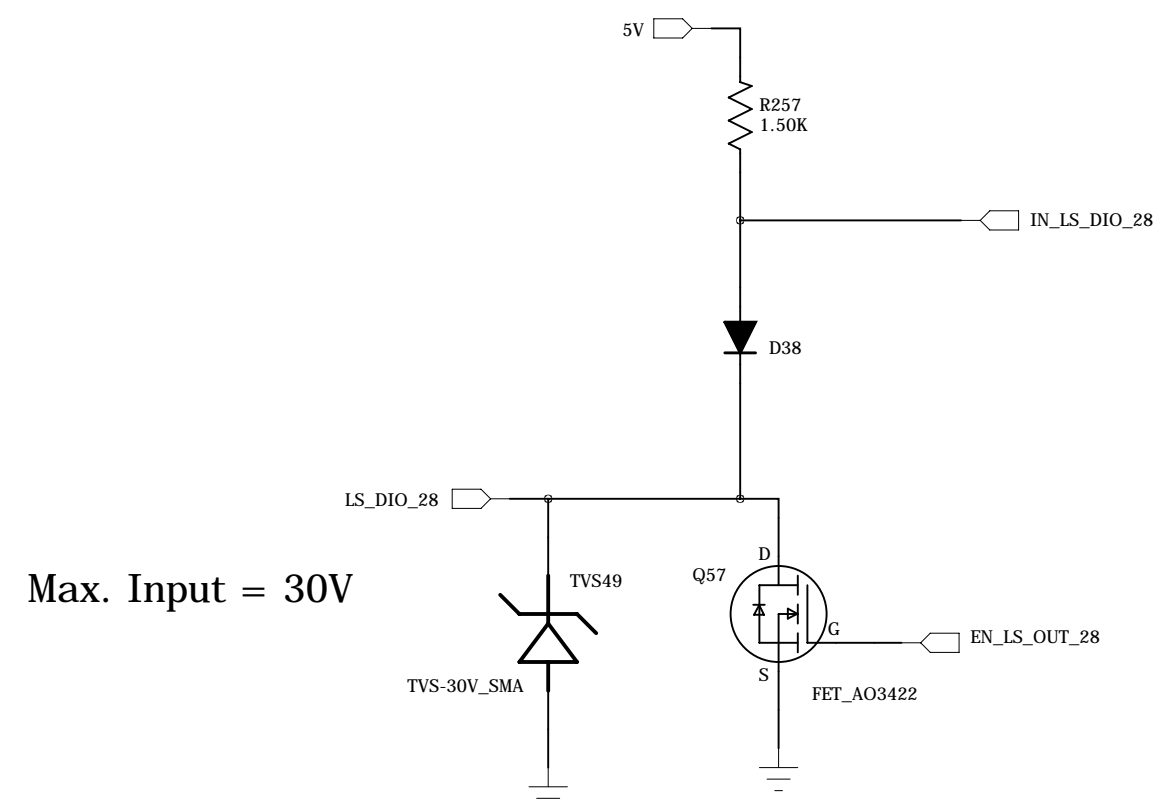 5V
R257
1.50K
IN_LS_DIO_28
D38
LS_DIO_28
D
Q57
TVS49
Max. Input = 30V
G
EN_LS_OUT_28
S
TVS-30V_SMA
FET_AO3422